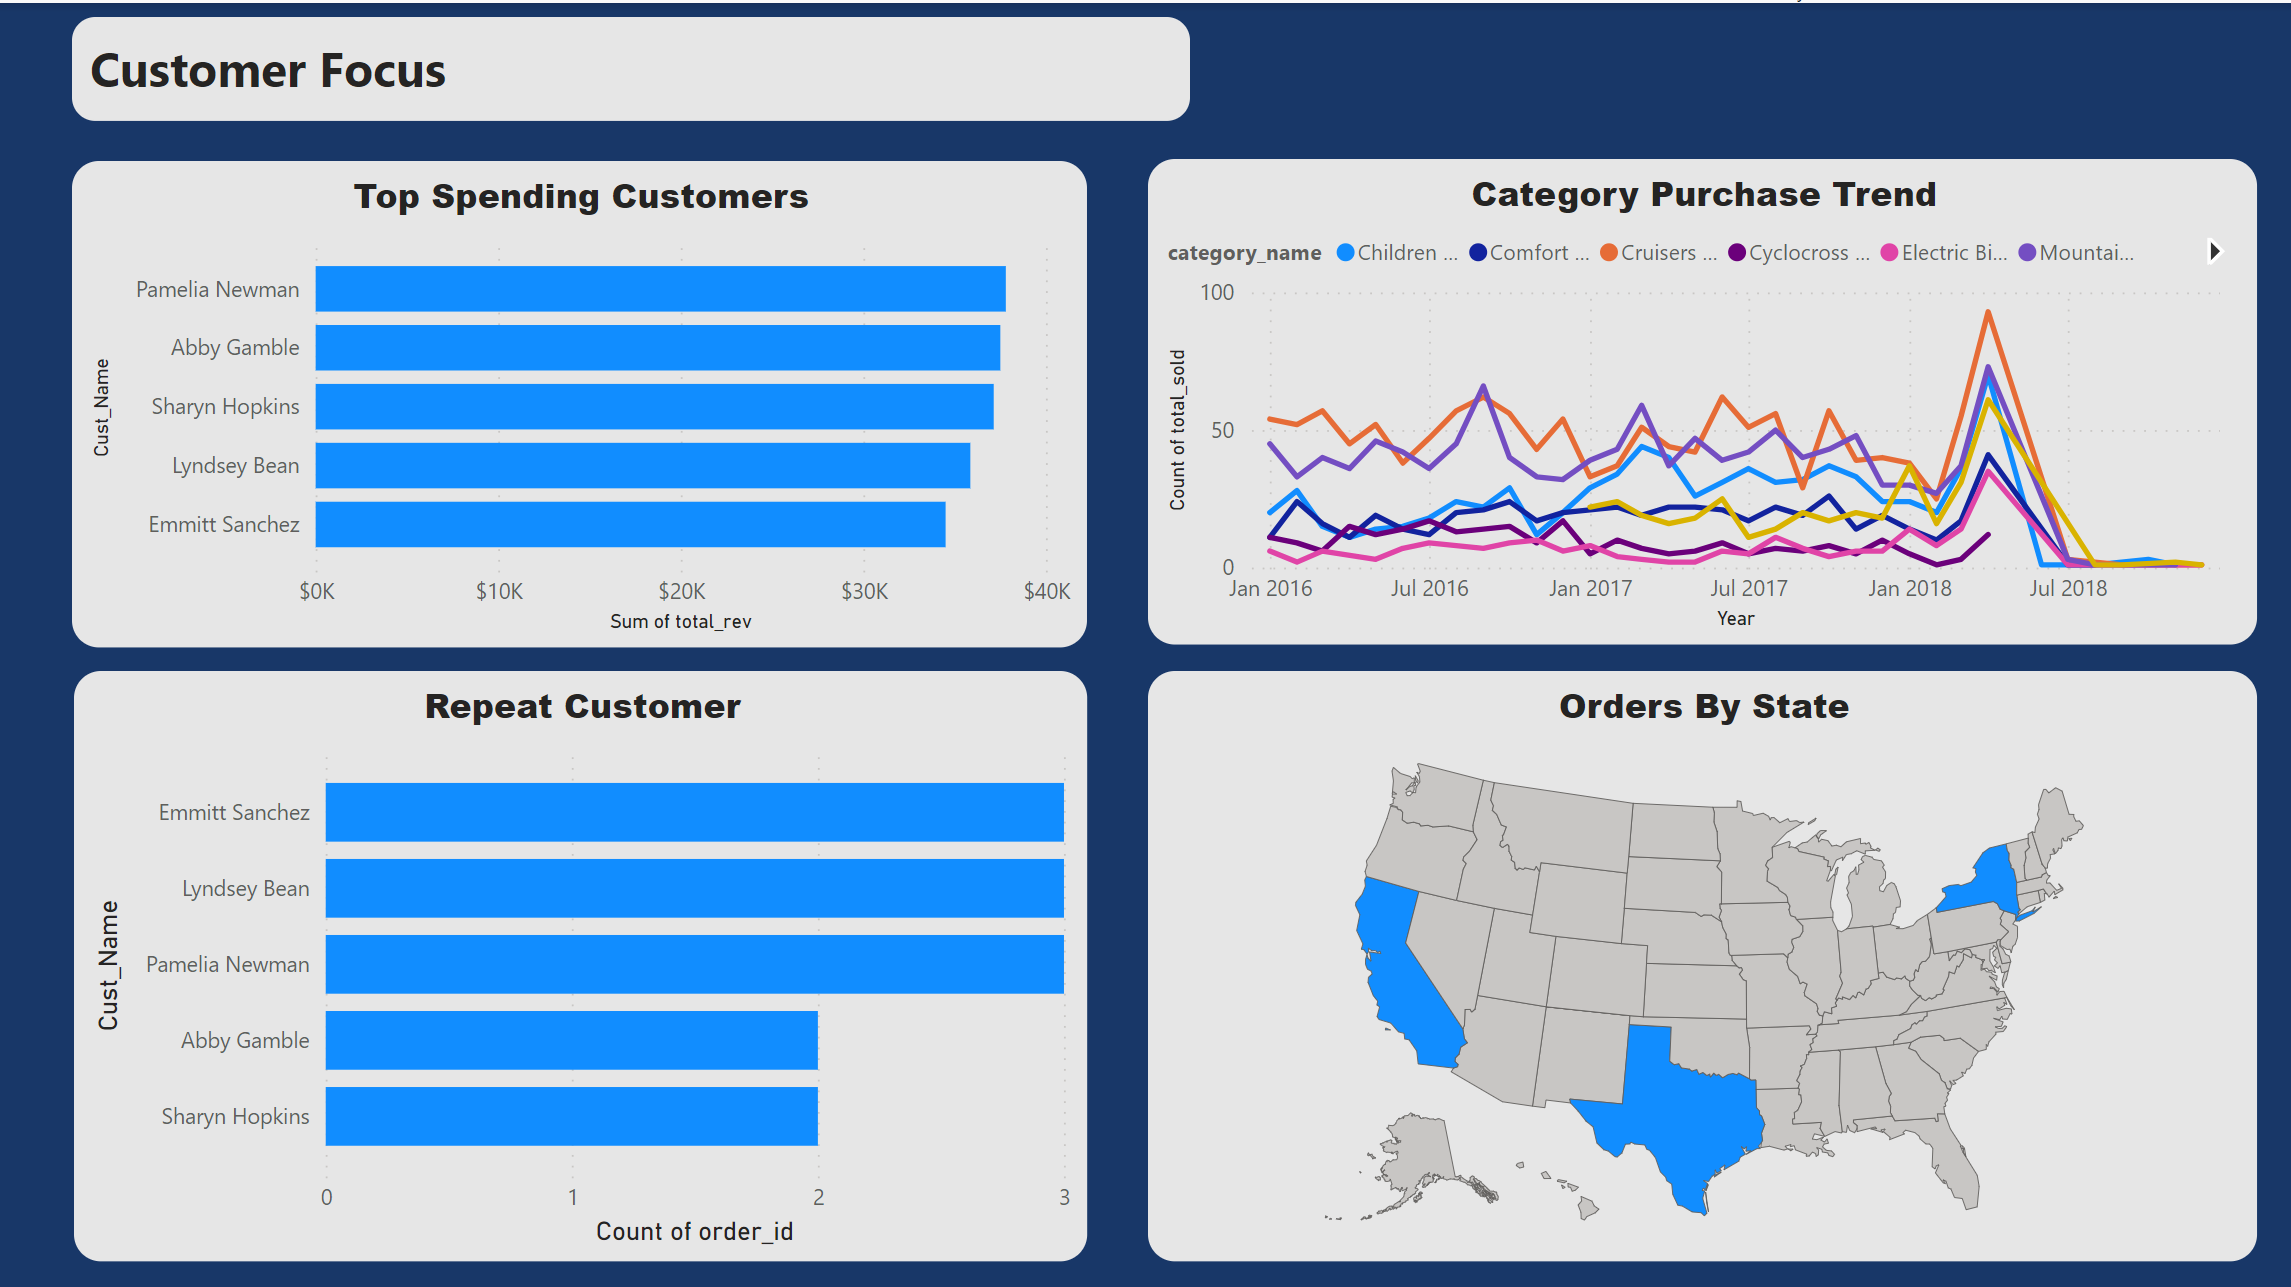 Customer Focus
Top Spending Customers
Cust_Name
Pamelia Newman
Abby Gamble
Sharyn Hopkins
Lyndsey Bean
Emmitt Sanchez
$0K $10K $20K $30K $40K
Sum of total_rev
Category Purchase Trend
category_name Children ... Comfort ... Cruisers ... Cyclocross ... Electric Bi... Mountai...
Count of total_sold
100
50
0
Jan 2016 Jul 2016 Jan 2017 Jul 2017 Jan 2018 Jul 2018
Year
Repeat Customer
Cust_Name
Emmitt Sanchez
Lyndsey Bean
Pamelia Newman
Abby Gamble
Sharyn Hopkins
0 1 2 3
Count of order_id
Orders By State